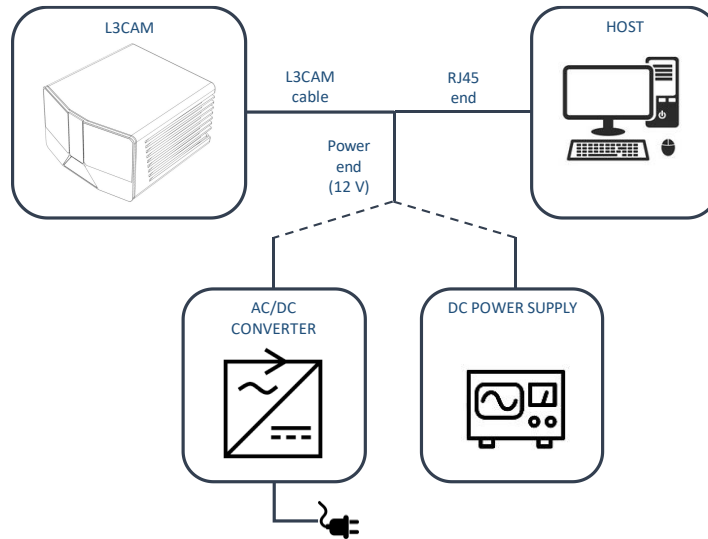 L3CAM
HOST
L3CAM
cable
RJ45
end
Power
end
(12 V)
AC/DC
CONVERTER
DC POWER SUPPLY